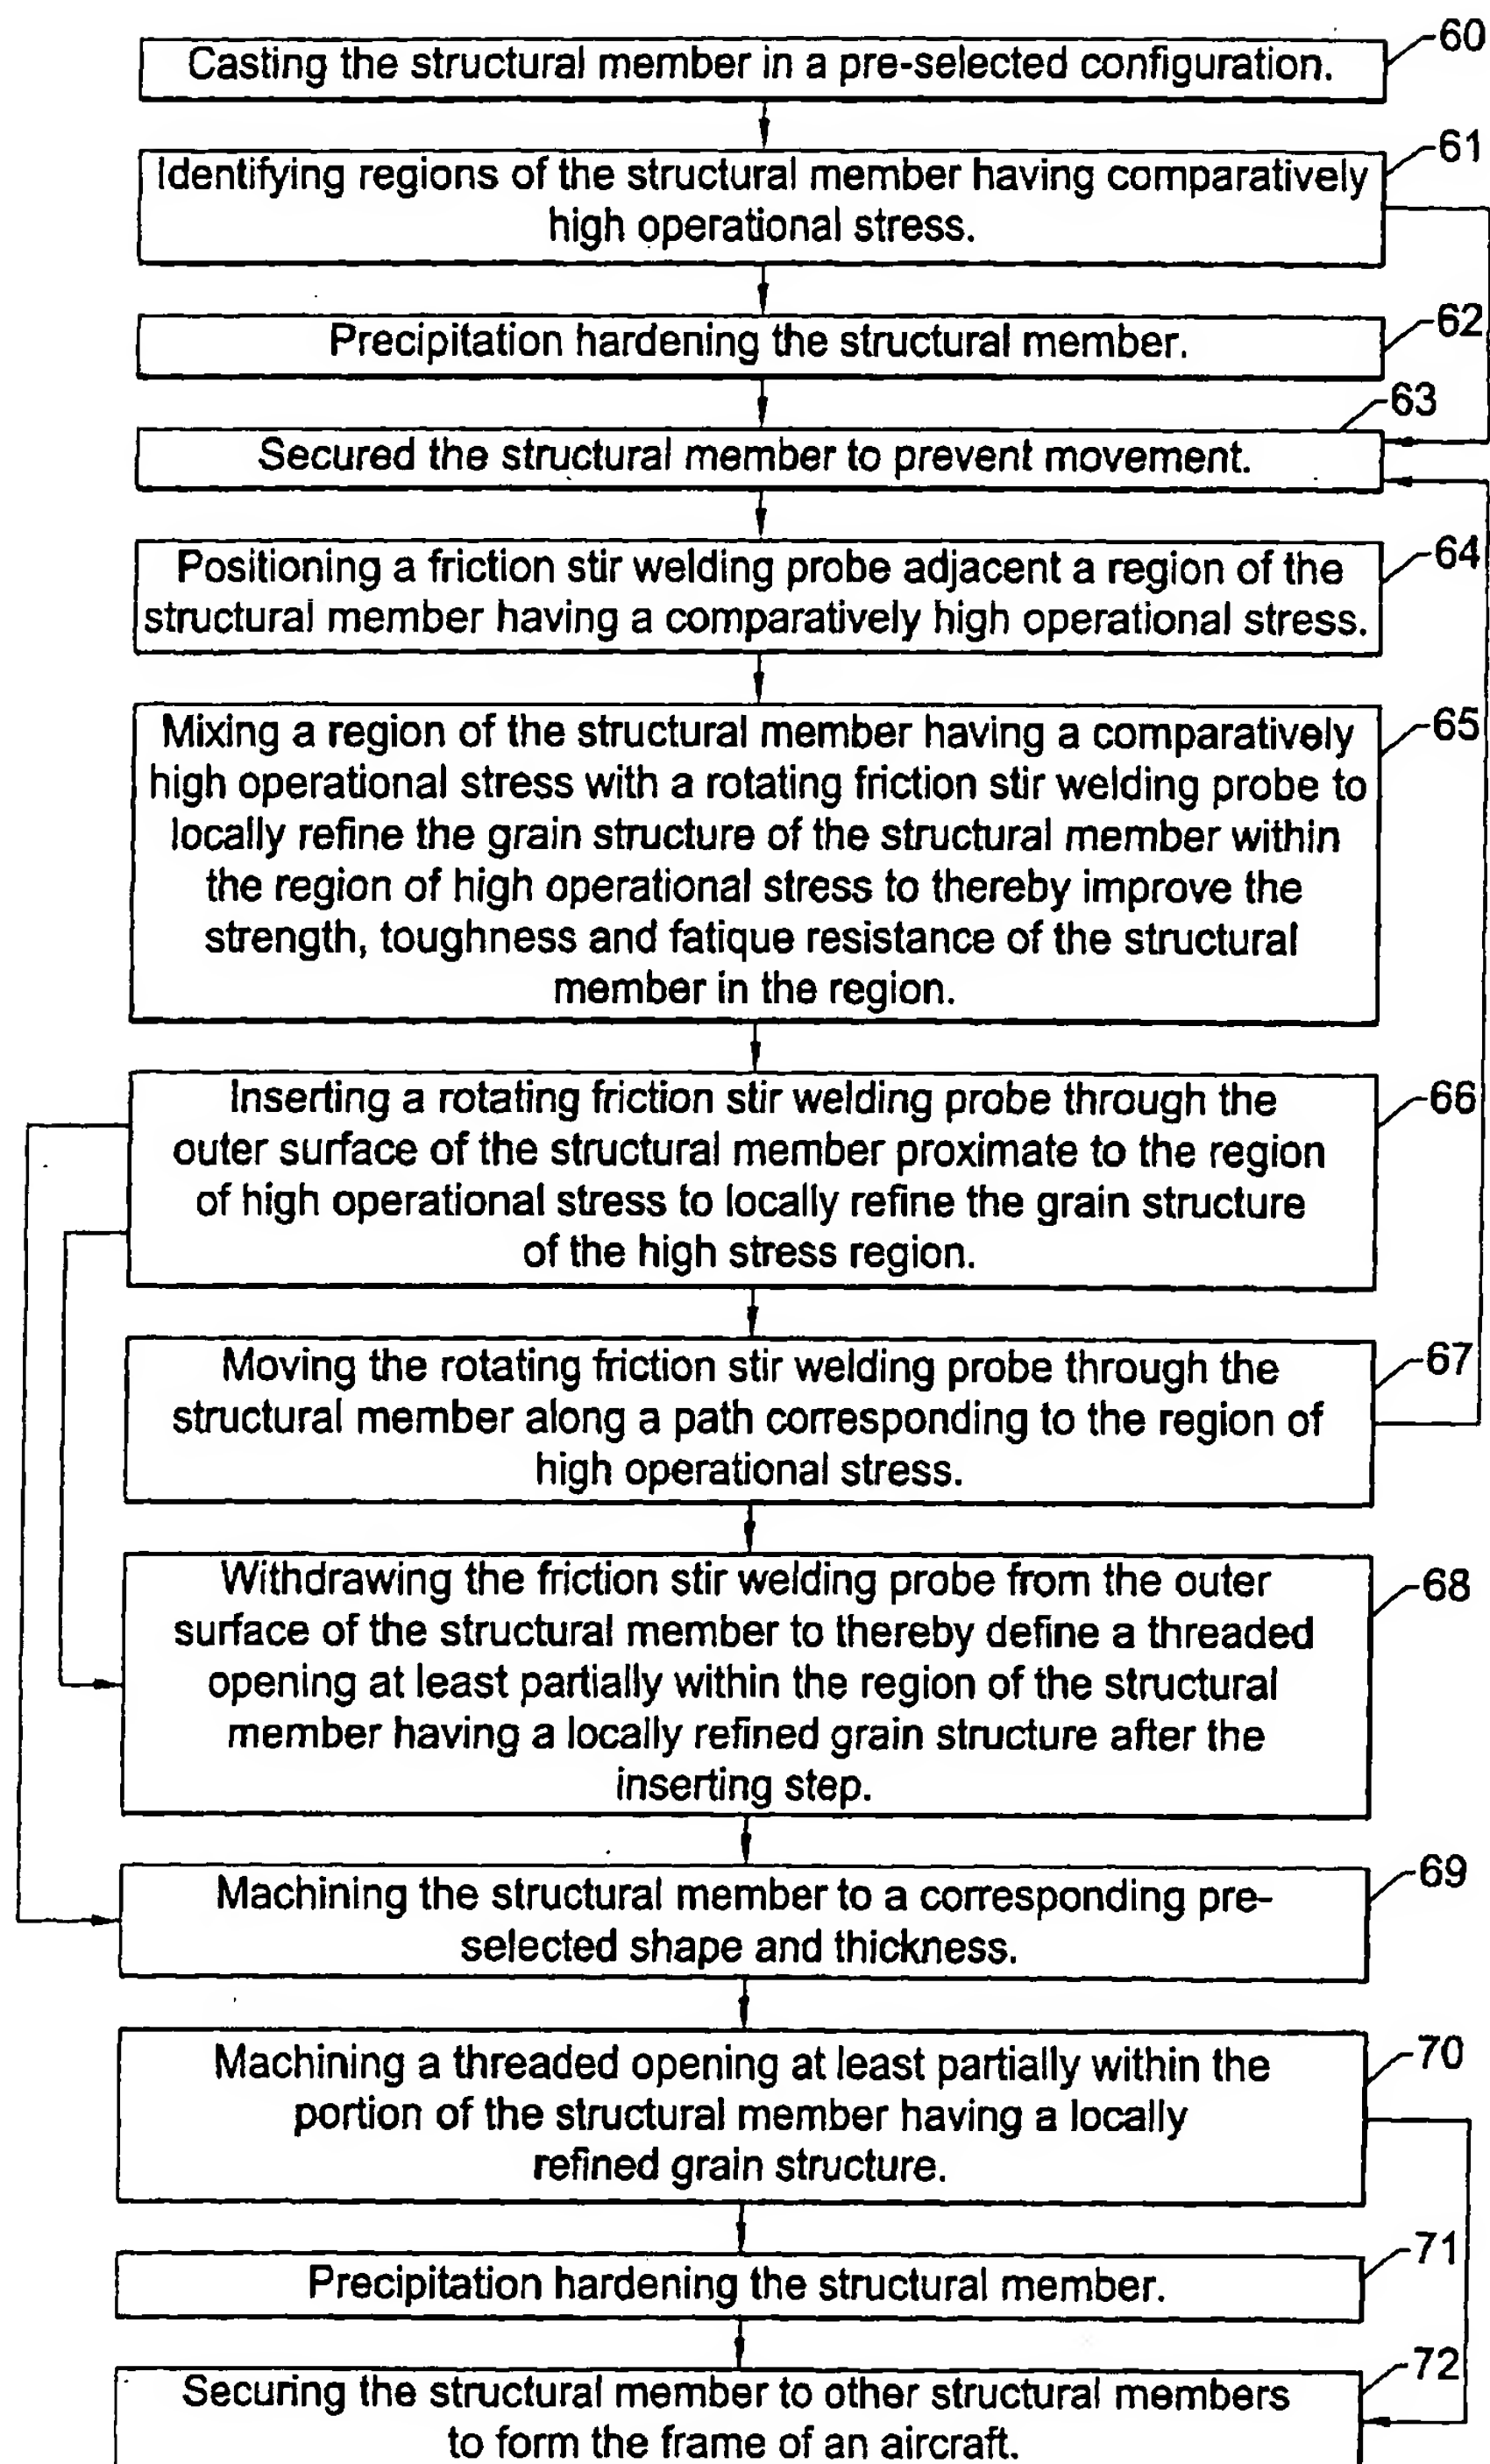 60
Casting the structural member in a pre-selected configuration.
61
Identifying regions of the structural member having comparatively
high operational stress.
62
Precipitation hardening the structural member.
63
Secured the structural member to prevent movement.
64
Positioning a friction stir welding probe adjacent a region of the
structural member having a comparatively high operational stress.
65
Mixing a region of the structural member having a comparatively
high operational stress with a rotating friction stir welding probe to
locally refine the grain structure of the structural member within
the region of high operational stress to thereby improve the
strength, toughness and fatique resistance of the structural
member in the region.
66
Inserting a rotating friction stir welding probe through the
outer surface of the structural member proximate to the region
of high operational stress to locally refine the grain structure
of the high stress region.
67
Moving the rotating friction stir welding probe through the
structural member along a path corresponding to the region of
high operational stress.
68
Withdrawing the friction stir welding probe from the outer
surface of the structural member to thereby define a threaded
opening at least partially within the region of the structural
member having a locally refined grain structure after the
inserting step.
69
Machining the structural member to a corresponding pre-
selected shape and thickness.
70
Machining a threaded opening at least partially within the
portion of the structural member having a locally
refined grain structure.
71
Precipitation hardening the structural member.
72
Securing the structural member to other structural members
to form the frame of an aircraft.